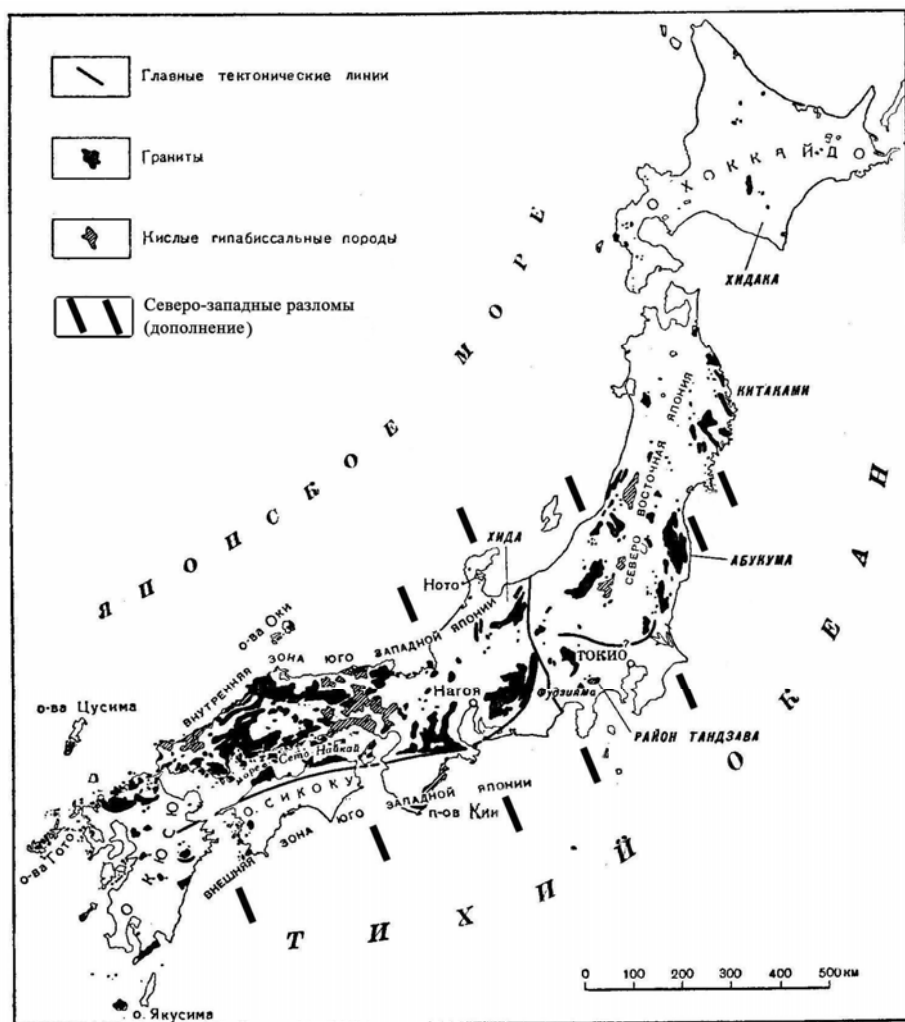 Главные тектонические линии
Граниты
Кислые гипабиссальные породы
Северо-западные разломы
(дополнение)
О. ХОККАЙДО
ХИДАКА
ЯПОНСКОЕ МОРЕ
КИТАКАМИ
СЕВЕРО ВОСТОЧНАЯ ЯПОНИЯ
АБУКУМА
ХИДА
Ното
о-ва Оки
ВНУТРЕННЯЯ ЗОНА ЮГО ЗАПАДНОЙ ЯПОНИИ
о-ва Цусима
ТОКИО
?
Нагоя
Фудзияма
РАЙОН ТАНДЗАВА
море Сето Найкай
О. СИКОКУ
п-ов Кии
ВНЕШНЯЯ ЗОНА ЮГО ЗАПАДНОЙ ЯПОНИИ
о-ва Гото
О. КЮСЮ
ТИХИЙ ОКЕАН
о. Якусима
0 100 200 300 400 500 км